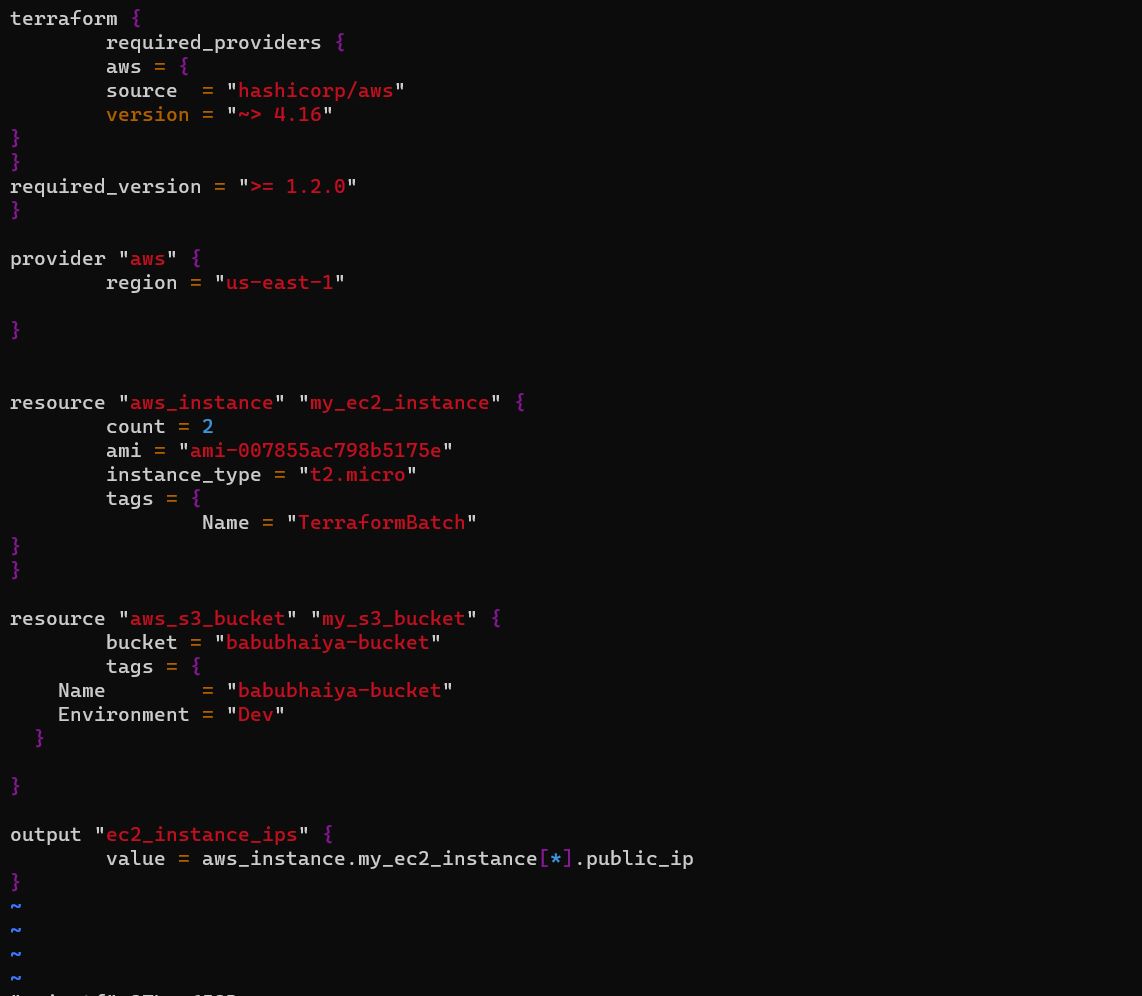 terraform {
        required_providers {
        aws = {
        source  = "hashicorp/aws"
        version = "~> 4.16"
}
}
required_version = ">= 1.2.0"
}

provider "aws" {
        region = "us-east-1"

}


resource "aws_instance" "my_ec2_instance" {
        count = 2
        ami = "ami-007855ac798b5175e"
        instance_type = "t2.micro"
        tags = {
                Name = "TerraformBatch"
}
}

resource "aws_s3_bucket" "my_s3_bucket" {
        bucket = "babubhaiya-bucket"
        tags = {
    Name        = "babubhaiya-bucket"
    Environment = "Dev"
  }

}

output "ec2_instance_ips" {
        value = aws_instance.my_ec2_instance[*].public_ip
}
~
~
~
~